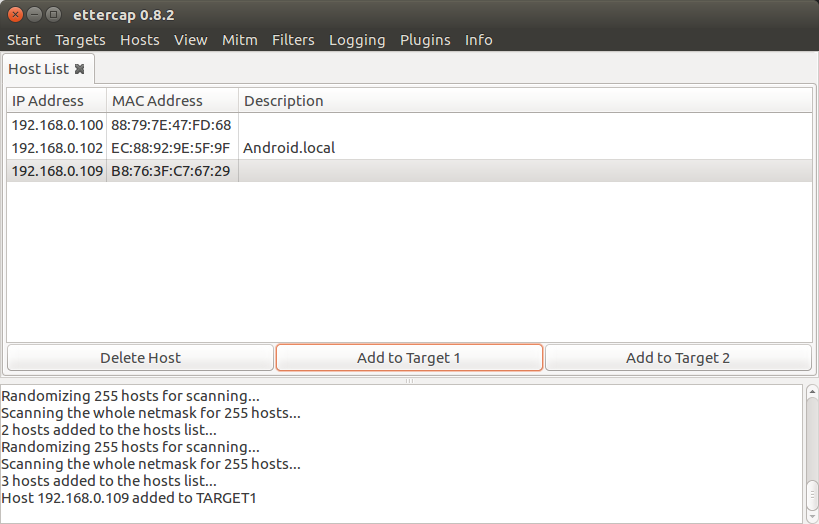 ettercap 0.8.2
Start Targets Hosts View Mitm Filters Logging Plugins Info
Host List
IP Address MAC Address Description
192.168.0.100 88:79:7E:47:FD:68
192.168.0.102 EC:88:92:9E:5F:9F Android.local
192.168.0.109 B8:76:3F:C7:67:29
Delete Host Add to Target 1 Add to Target 2
Randomizing 255 hosts for scanning...
Scanning the whole netmask for 255 hosts...
2 hosts added to the hosts list...
Randomizing 255 hosts for scanning...
Scanning the whole netmask for 255 hosts...
3 hosts added to the hosts list...
Host 192.168.0.109 added to TARGET1